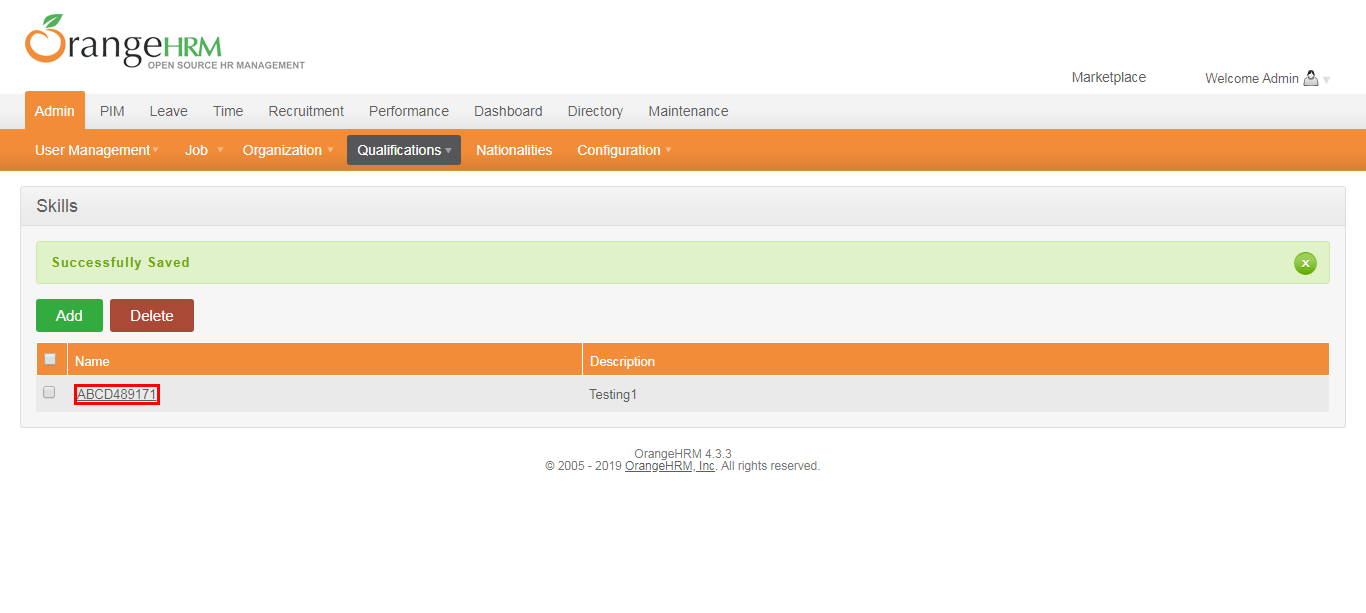 OrangeHRM
OPEN SOURCE HR MANAGEMENT
Marketplace Welcome Admin
Admin PIM Leave Time Recruitment Performance Dashboard Directory Maintenance
User Management Job Organization Qualifications Nationalities Configuration
Skills
Successfully Saved
x
Add Delete
Name Description
ABCD489171 Testing1
OrangeHRM 4.3.3
© 2005 - 2019 OrangeHRM, Inc. All rights reserved.